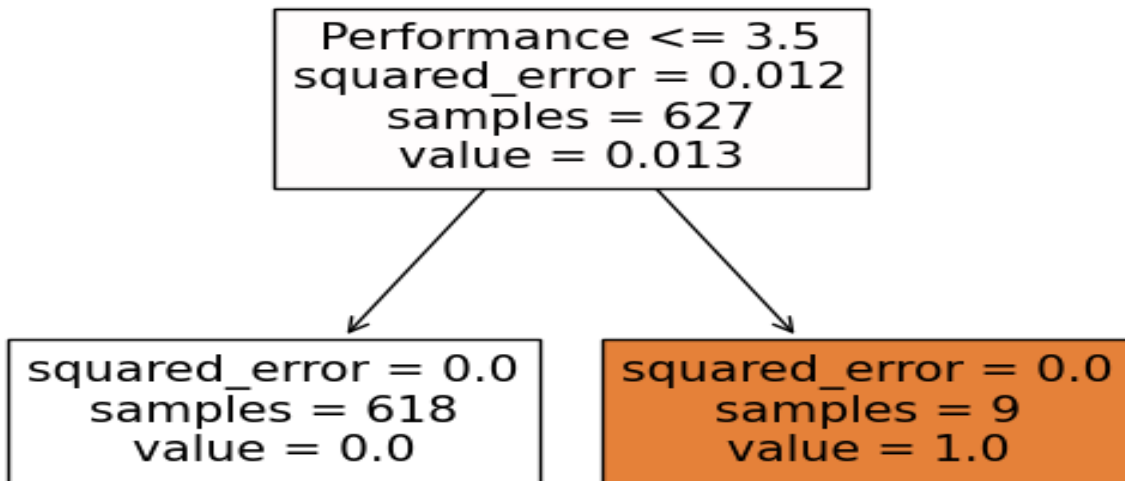 Performance <= 3.5
squared_error = 0.012
samples = 627
value = 0.013
squared_error = 0.0
samples = 618
value = 0.0
squared_error = 0.0
samples = 9
value = 1.0